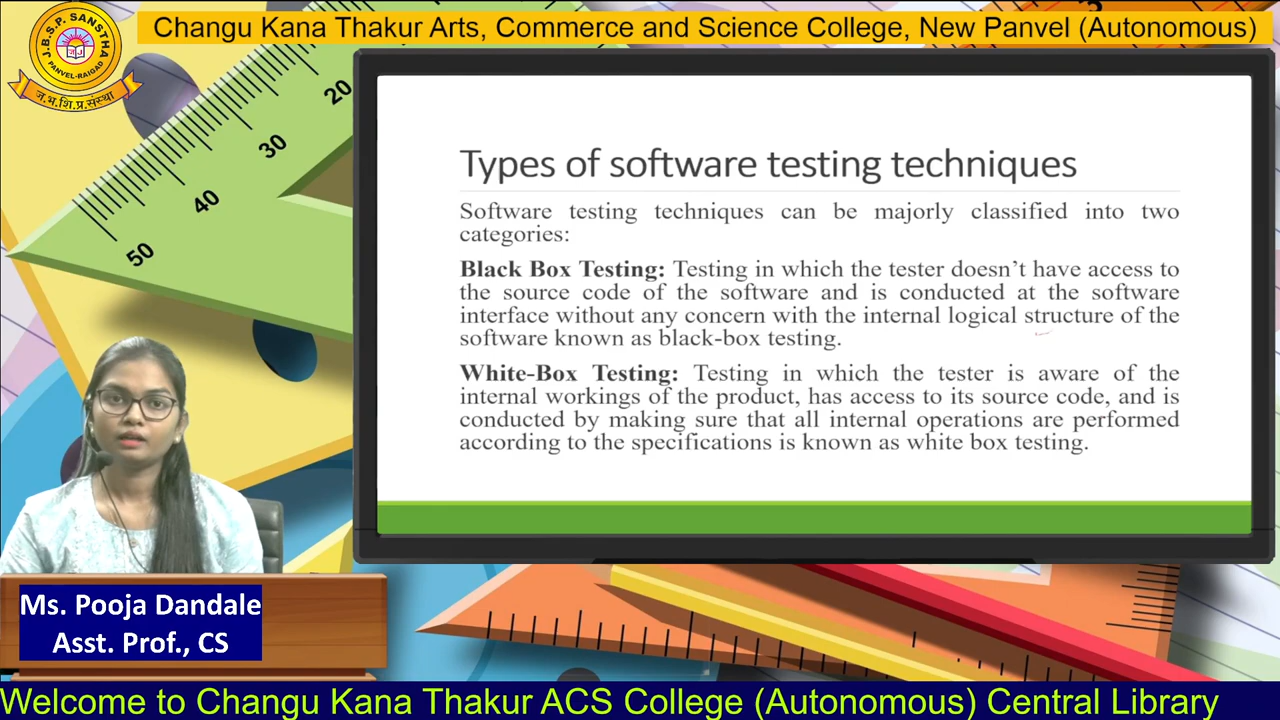 Changu Kana Thakur Arts, Commerce and Science College, New Panvel (Autonomous)
J.B.S.P. SANSTHA
PANVEL-RAIGAD
ज.भ.शि.प्र.संस्था
20
30
40
50
Types of software testing techniques
Software testing techniques can be majorly classified into two
categories:
Black Box Testing: Testing in which the tester doesn’t have access to
the source code of the software and is conducted at the software
interface without any concern with the internal logical structure of the
software known as black-box testing.
White-Box Testing: Testing in which the tester is aware of the
internal workings of the product, has access to its source code, and is
conducted by making sure that all internal operations are performed
according to the specifications is known as white box testing.
Ms. Pooja Dandale
Asst. Prof., CS
Welcome to Changu Kana Thakur ACS College (Autonomous) Central Library